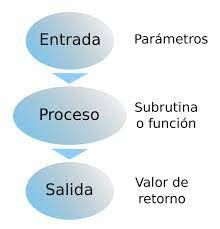 Entrada
Parámetros
Proceso
Subrutina
o función
Salida
Valor de
retorno